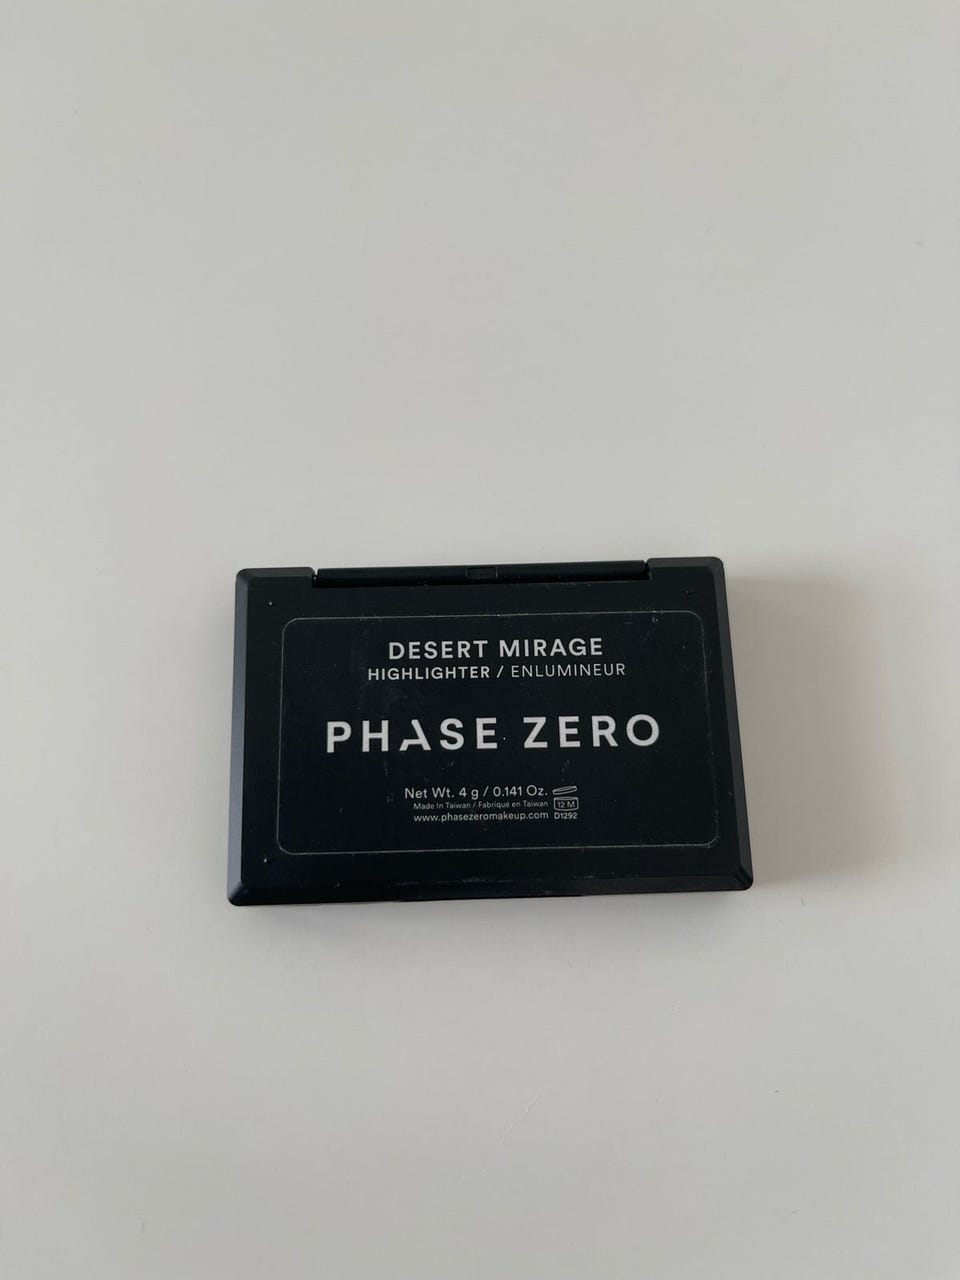 DESERT MIRAGE
HIGHLIGHTER / ENLUMINEUR
PHASE ZERO
Net Wt. 4 g / 0.141 Oz.
Made In Taiwan / Fabriqué en Taiwan 12 M
www.phasezeromakeup.com D1292